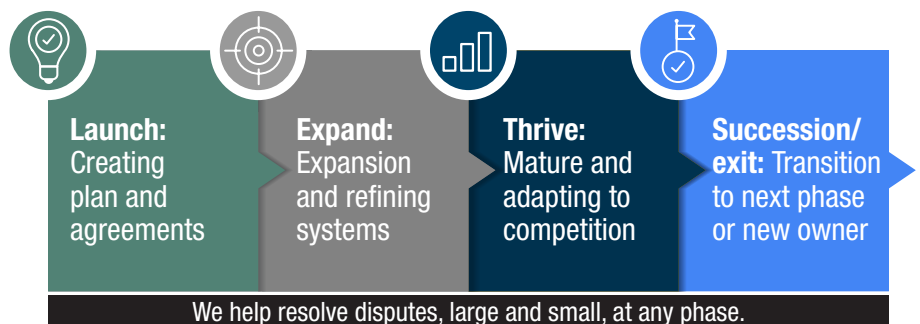 Launch:
Creating
plan and
agreements
Expand:
Expansion
and refining
systems
Thrive:
Mature and
adapting to
competition
Succession/
exit: Transition
to next phase
or new owner
We help resolve disputes, large and small, at any phase.